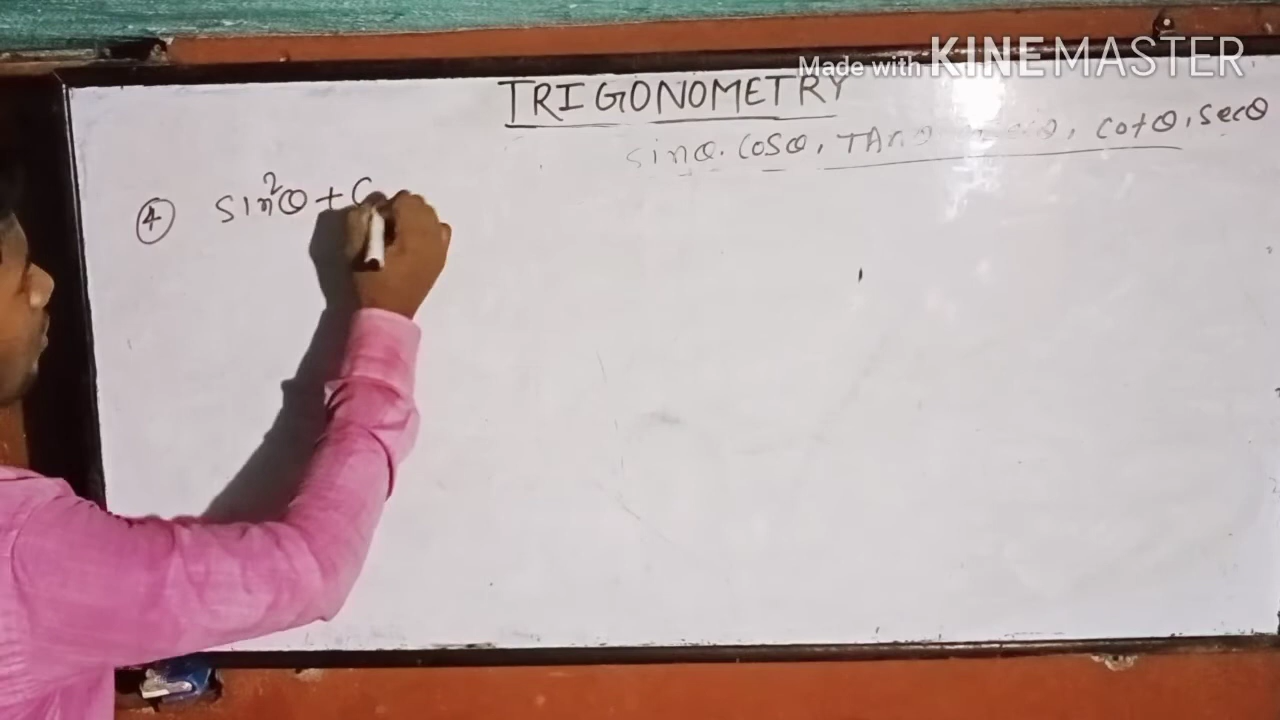 Made with KINEMASTER
TRIGONOMETRY
sinθ. cosθ, TAnθ cotθ, secθ
④ sin²θ + C